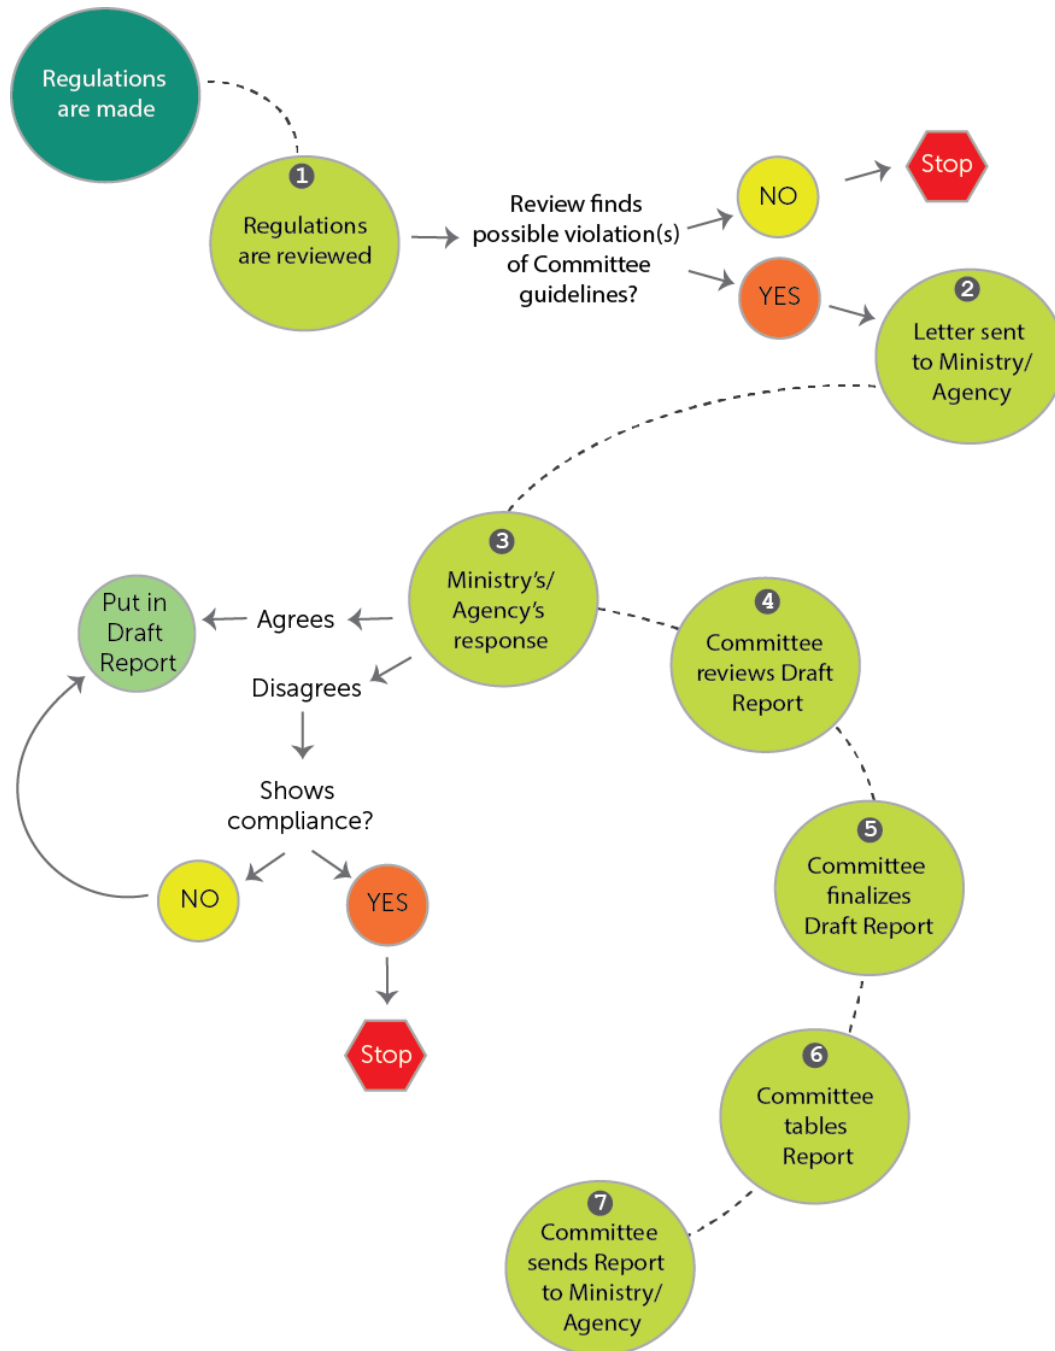 Regulations
are made
1
Regulations
are reviewed
Review finds
possible violation(s)
of Committee
guidelines?
NO
Stop
YES
2
Letter sent
to Ministry/
Agency
3
Ministry's/
Agency's
response
Agrees
Put in
Draft
Report
Disagrees
Shows
compliance?
NO
YES
Stop
4
Committee
reviews Draft
Report
5
Committee
finalizes
Draft Report
6
Committee
tables
Report
7
Committee
sends Report
to Ministry/
Agency